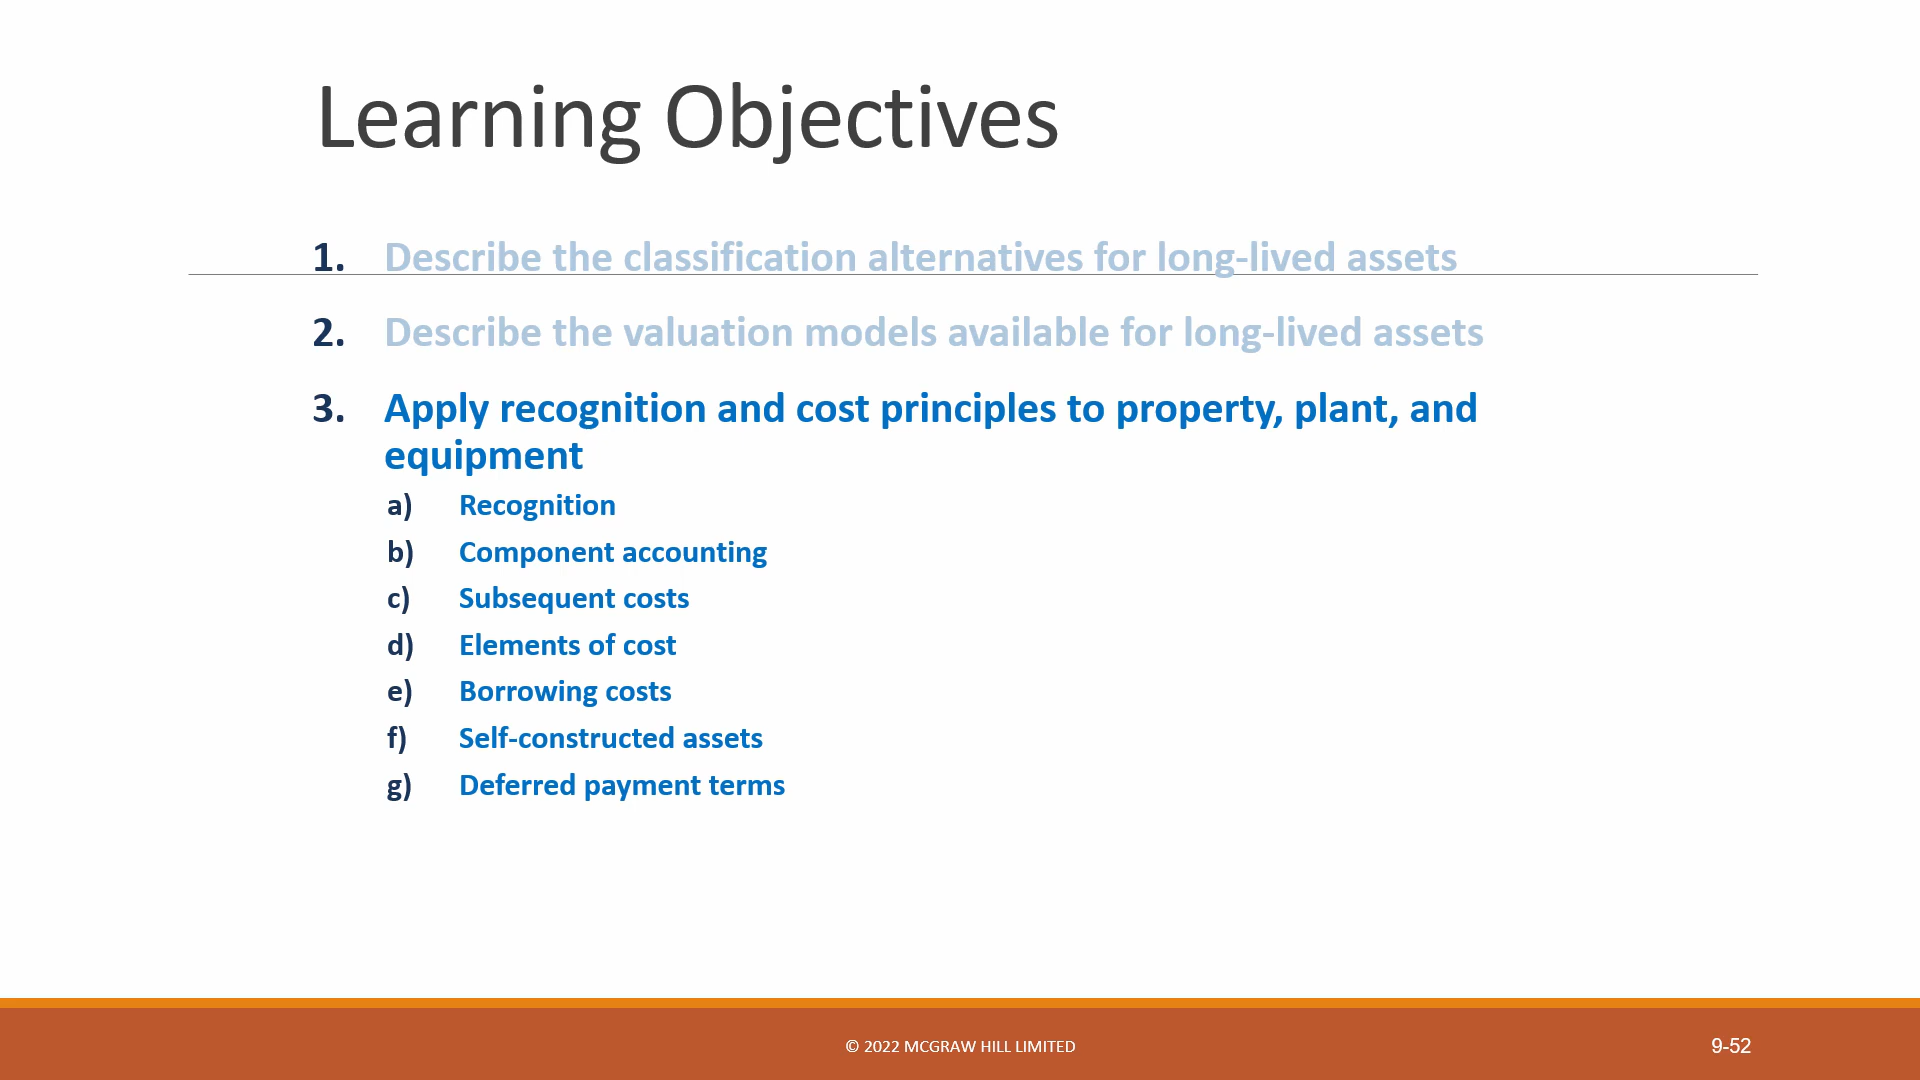 Learning Objectives
1. Describe the classification alternatives for long-lived assets
2. Describe the valuation models available for long-lived assets
3. Apply recognition and cost principles to property, plant, and
equipment
a) Recognition
b) Component accounting
c) Subsequent costs
d) Elements of cost
e) Borrowing costs
f) Self-constructed assets
g) Deferred payment terms
© 2022 MCGRAW HILL LIMITED
9-52